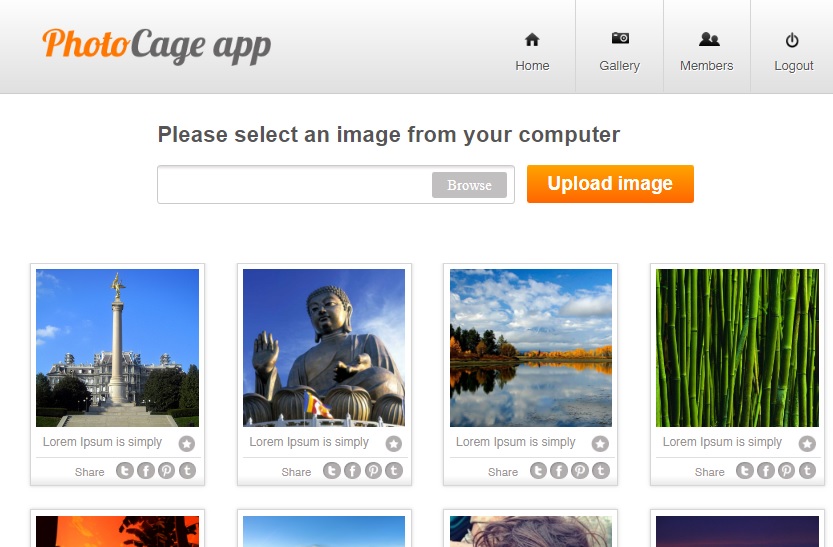 PhotoCage app
Home
Gallery
Members
Logout
Please select an image from your computer
Browse
Upload image
Lorem Ipsum is simply
Lorem Ipsum is simply
Lorem Ipsum is simply
Lorem Ipsum is simply
Share
Share
Share
Share